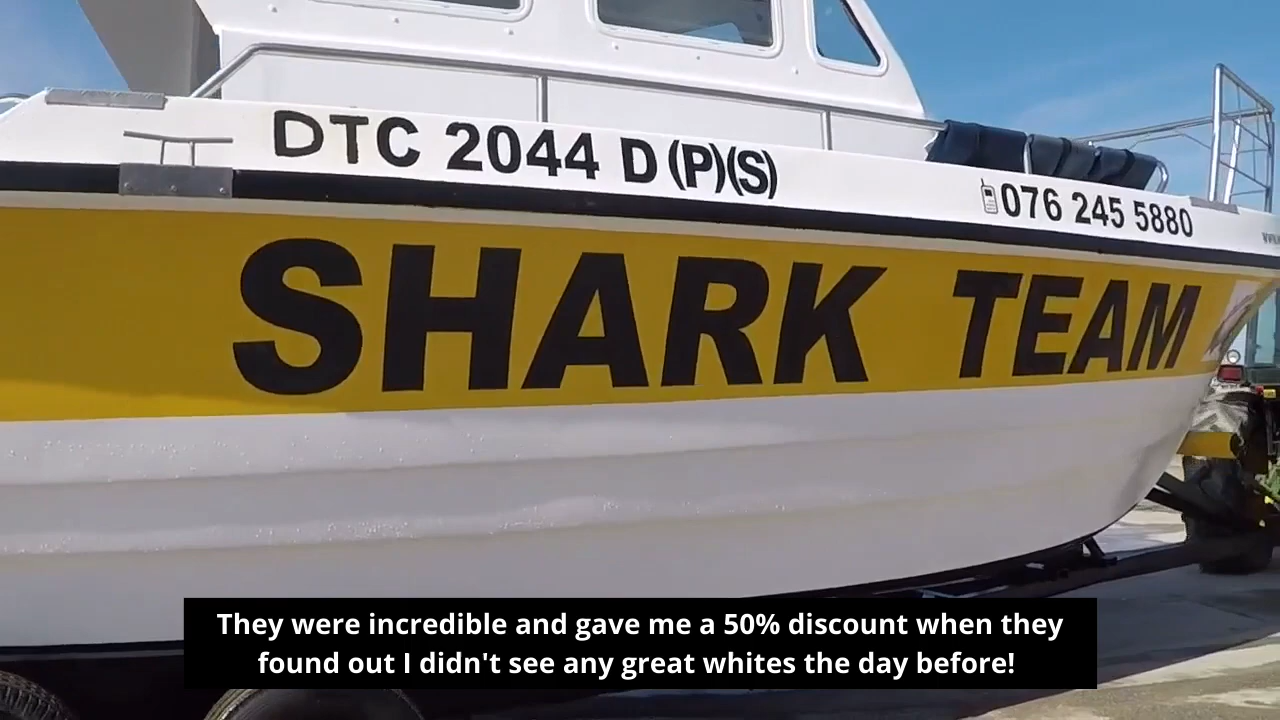 DTC 2044 D (P)(S)
076 245 5880
SHARK TEAM
They were incredible and gave me a 50% discount when they
found out I didn't see any great whites the day before!